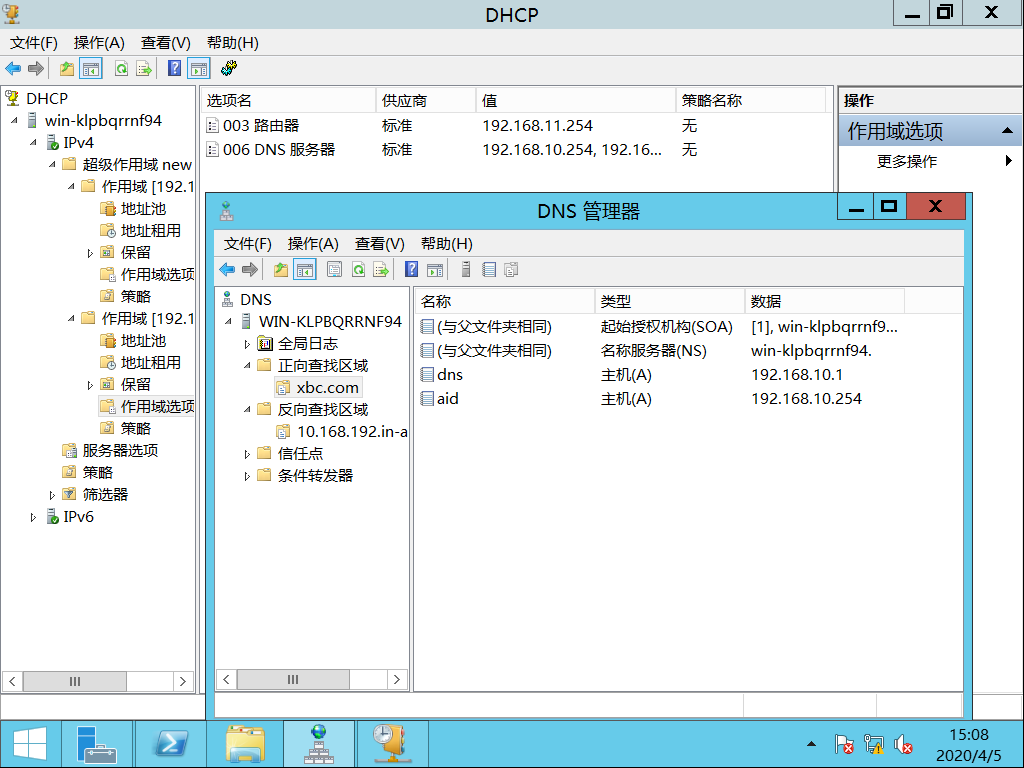 DHCP
文件(F) 操作(A) 查看(V) 帮助(H)
DHCP
win-klpbqrrnf94
IPv4
超级作用域 new
作用域 [192.1
地址池
地址租用
保留
作用域选项
策略
作用域 [192.1
地址池
地址租用
保留
作用域选项
策略
服务器选项
策略
筛选器
IPv6
选项名 供应商 值 策略名称
003 路由器 标准 192.168.11.254 无
006 DNS 服务器 标准 192.168.10.254, 192.16... 无
操作
作用域选项
更多操作
DNS 管理器
文件(F) 操作(A) 查看(V) 帮助(H)
DNS
WIN-KLPBQRRNF94
全局日志
正向查找区域
xbc.com
反向查找区域
10.168.192.in-a
信任点
条件转发器
名称 类型 数据
(与父文件夹相同) 起始授权机构(SOA) [1], win-klpbqrrnf9...
(与父文件夹相同) 名称服务器(NS) win-klpbqrrnf94.
dns 主机(A) 192.168.10.1
aid 主机(A) 192.168.10.254
15:08
2020/4/5